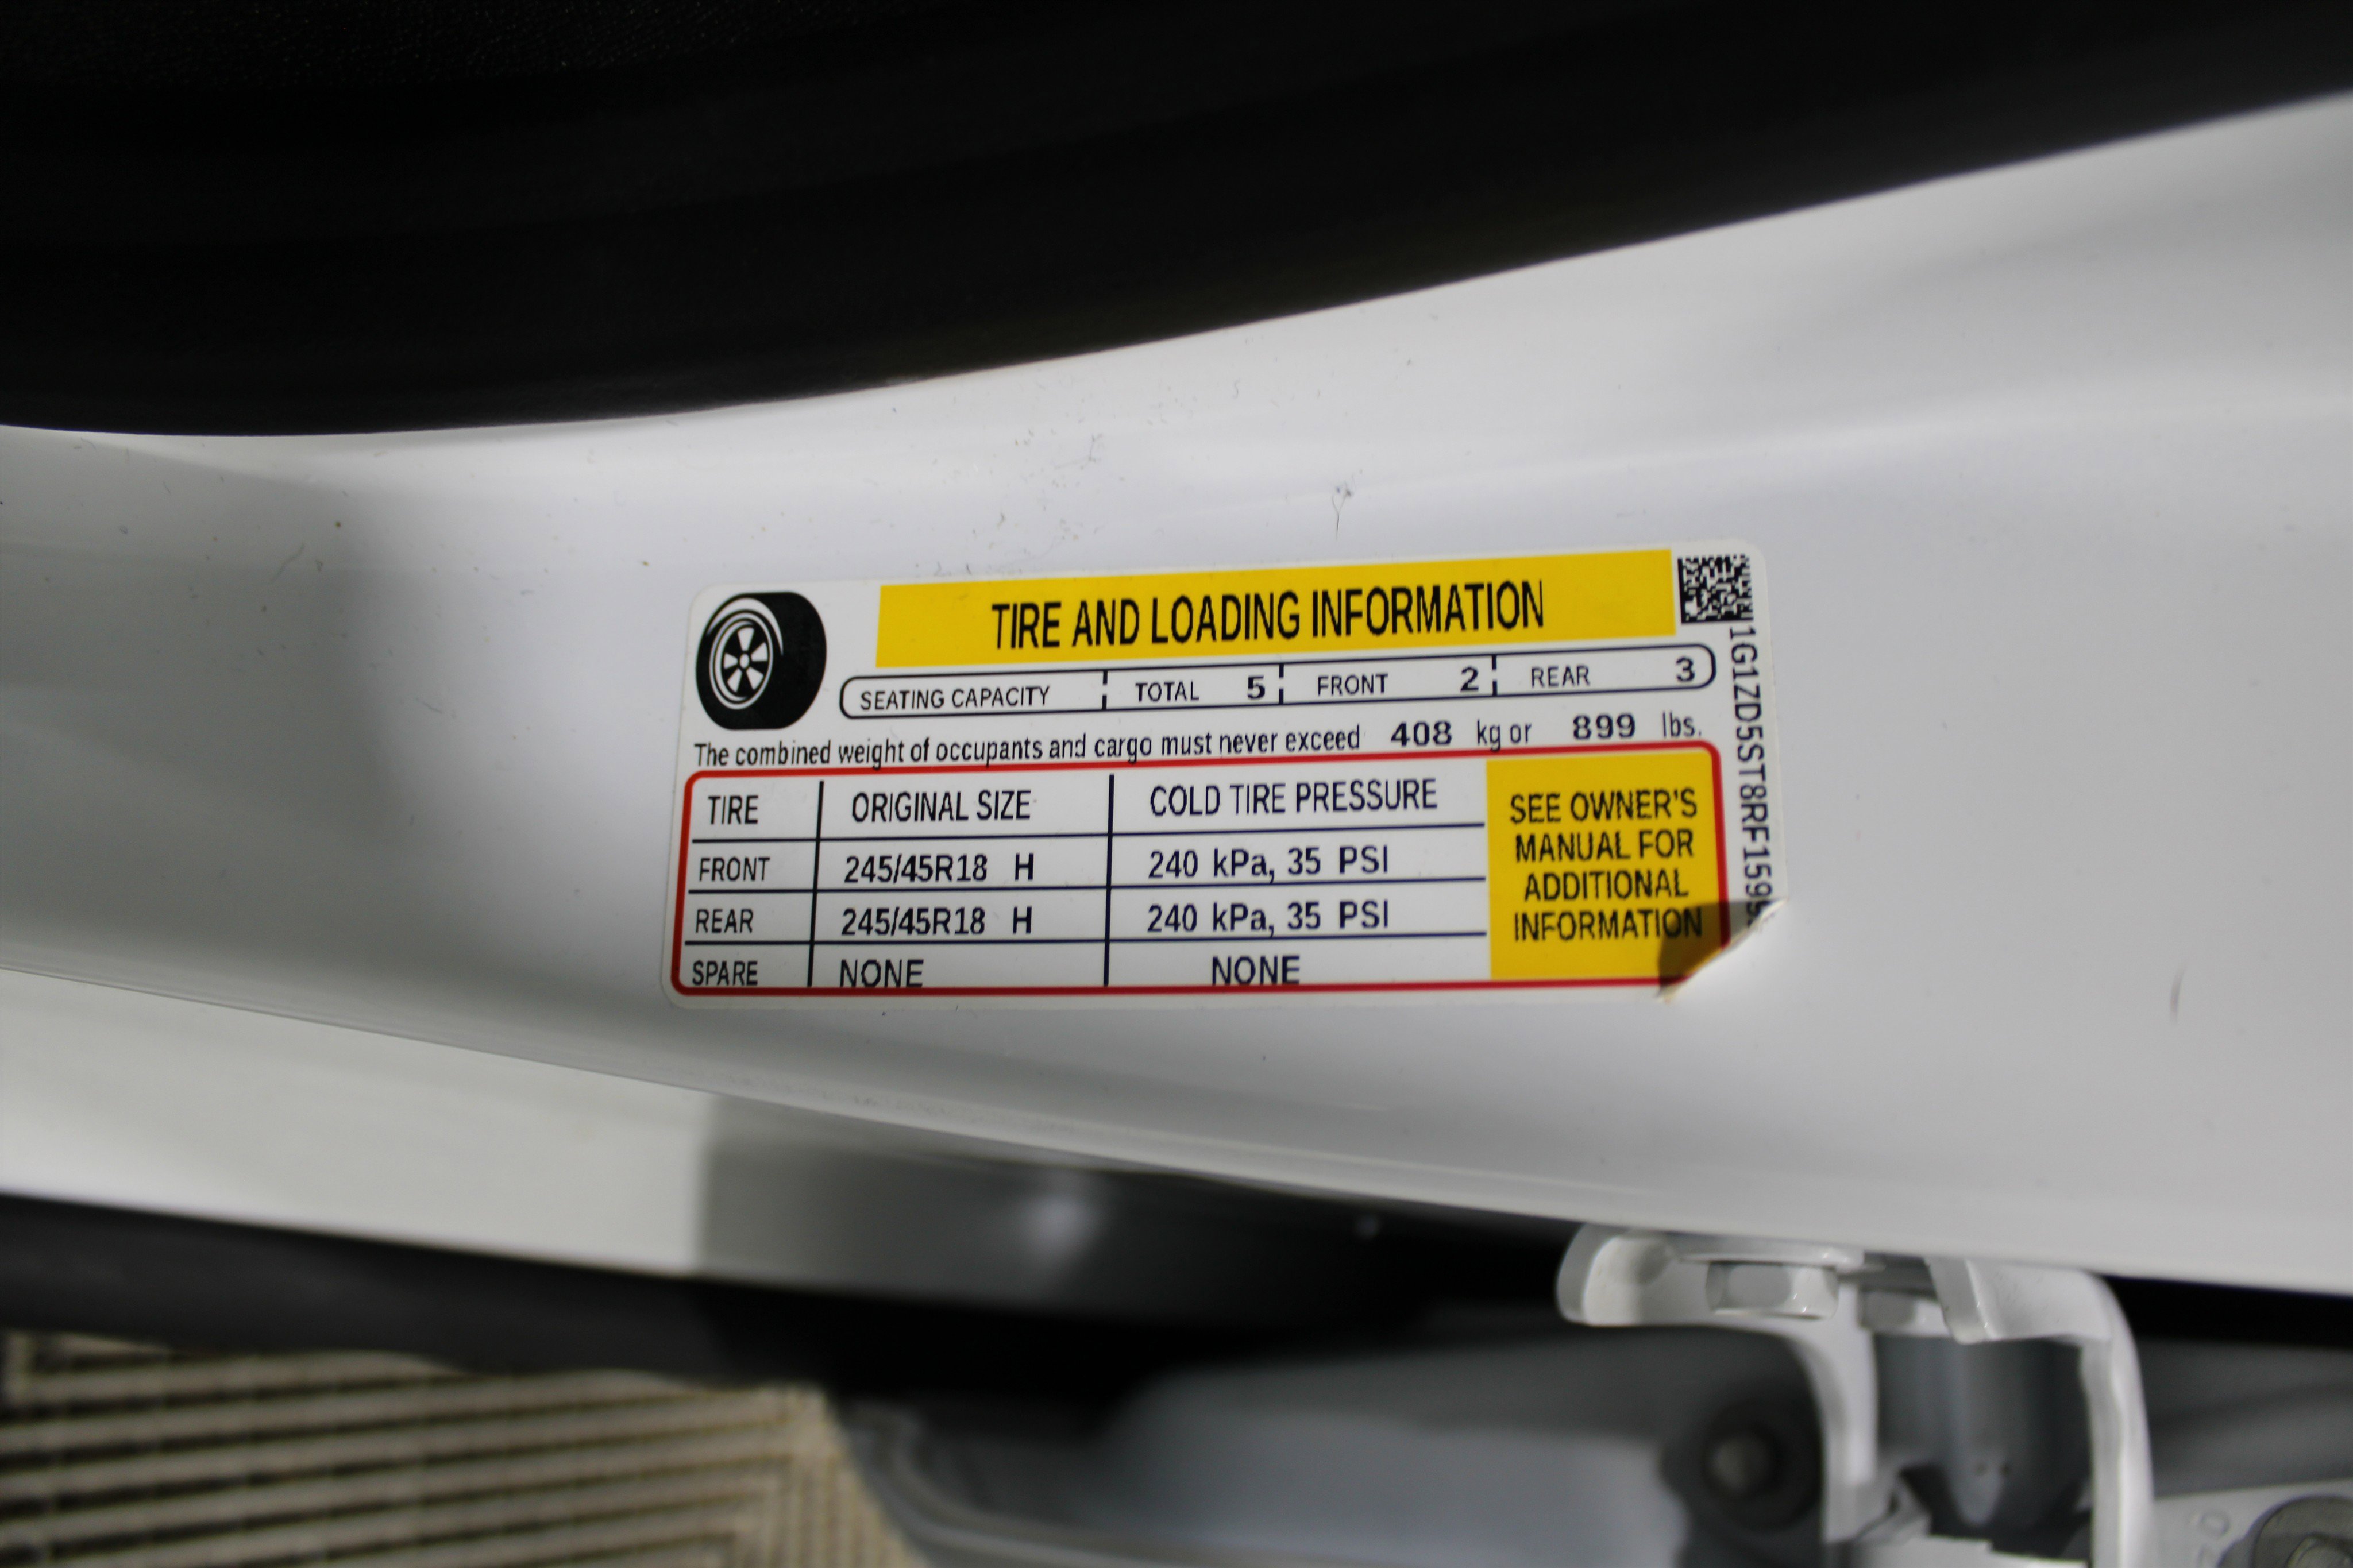 TIRE AND LOADING INFORMATION
SEATING CAPACITY TOTAL 5 FRONT 2 REAR 3
The combined weight of occupants and cargo must never exceed 408 kg or 899 lbs.
TIRE ORIGINAL SIZE COLD TIRE PRESSURE
FRONT 245/45R18 H 240 kPa, 35 PSI
REAR 245/45R18 H 240 kPa, 35 PSI
SPARE NONE NONE
SEE OWNER'S
MANUAL FOR
ADDITIONAL
INFORMATION